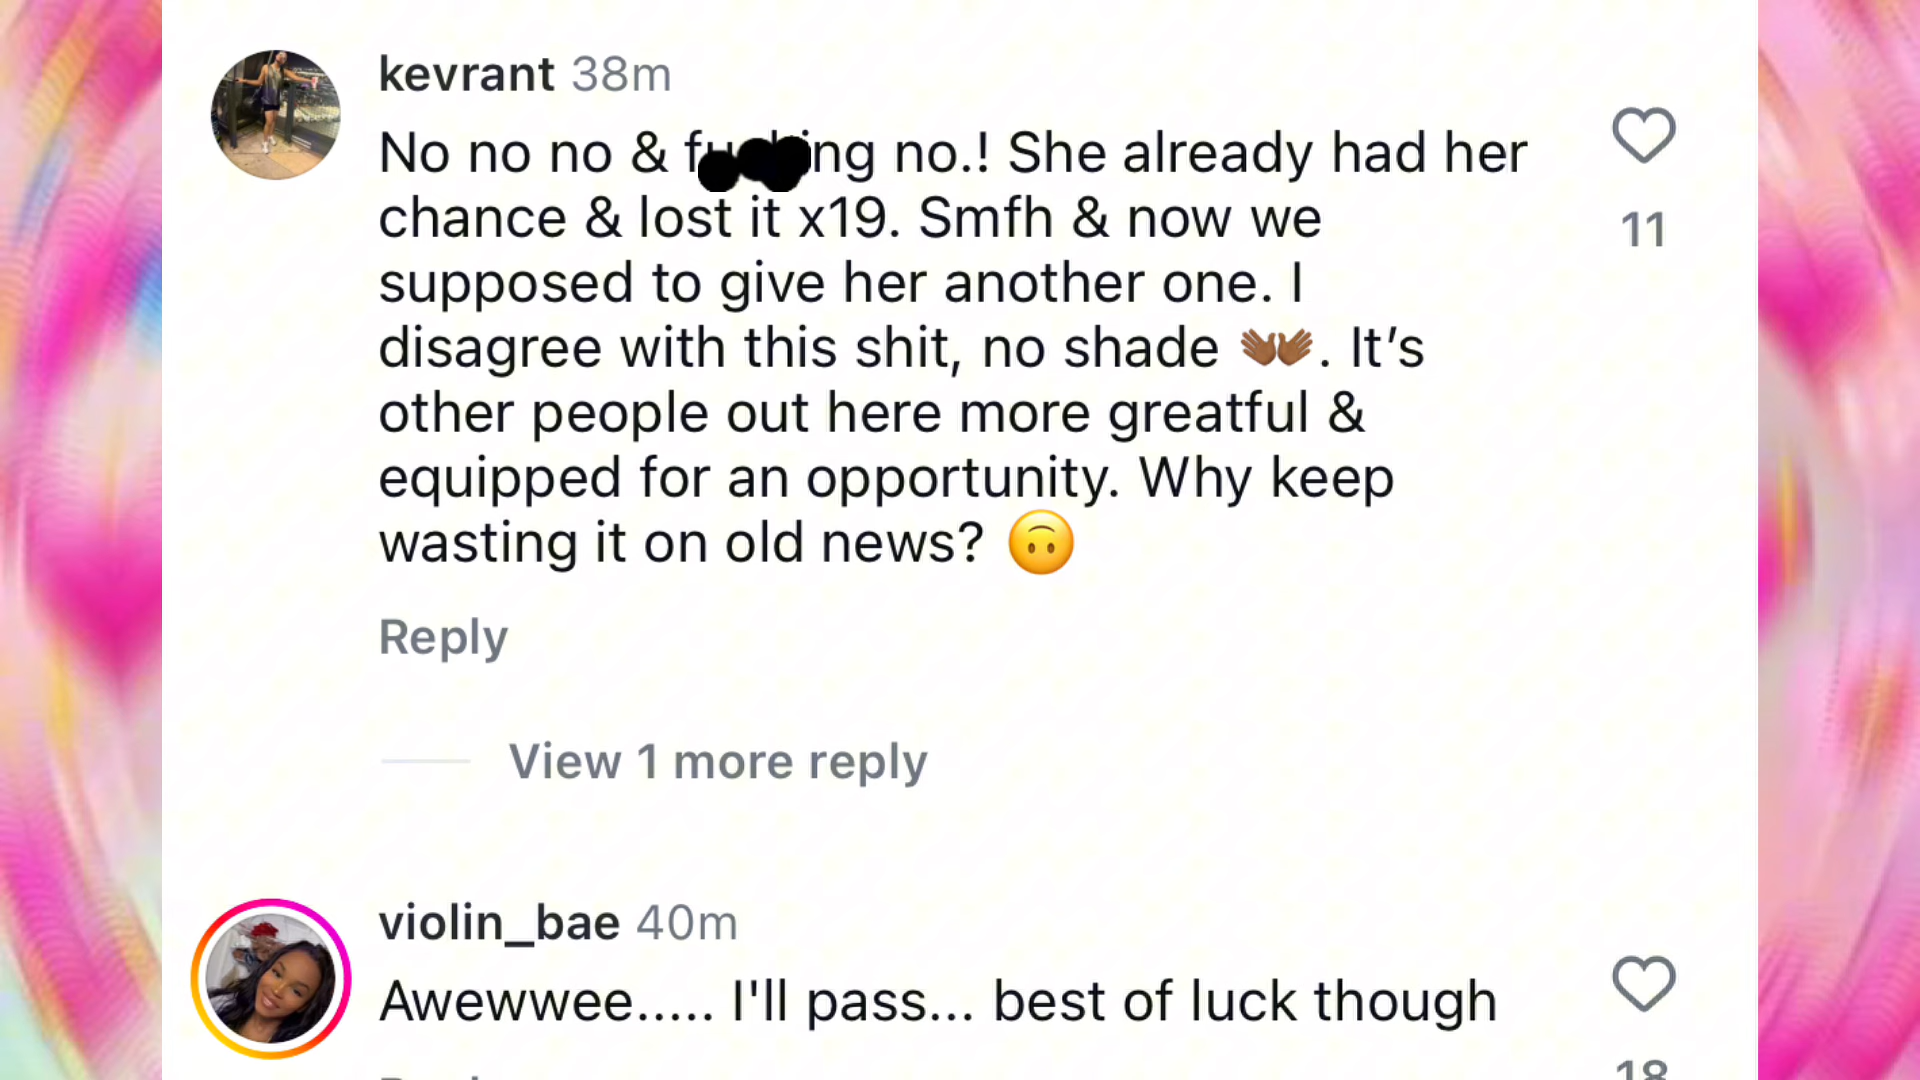 kevrant 38m
No no no & fu ing no.! She already had her
chance & lost it x19. Smfh & now we
supposed to give her another one. I
disagree with this shit, no shade 👐🏾. It’s
other people out here more greatful &
equipped for an opportunity. Why keep
wasting it on old news? 🙃
11
Reply
View 1 more reply
violin_bae 40m
Awewwee..... I'll pass... best of luck though
18